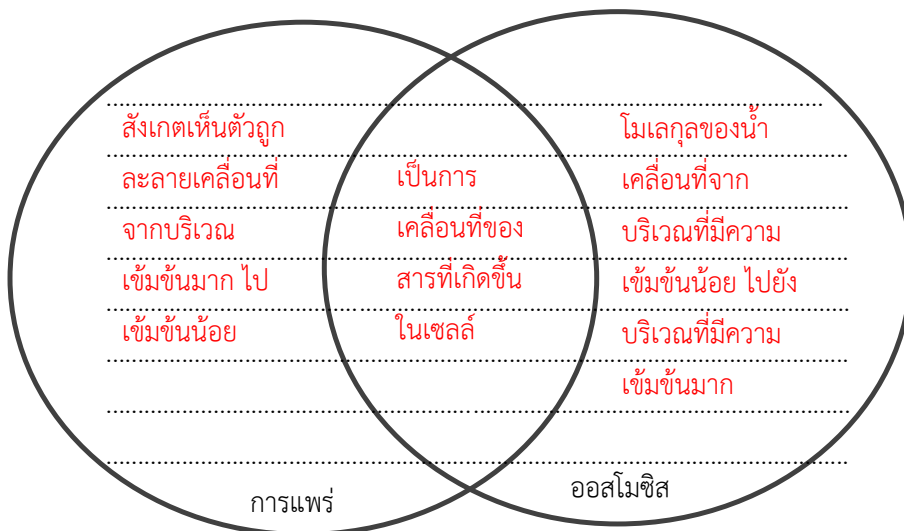 สังเกตเห็นตัวถูก
ละลายเคลื่อนที่
จากบริเวณ
เข้มข้นมาก ไป
เข้มข้นน้อย
เป็นการ
เคลื่อนที่ของ
สารที่เกิดขึ้น
ในเซลล์
โมเลกุลของน้ำ
เคลื่อนที่จาก
บริเวณที่มีความ
เข้มข้นน้อย ไปยัง
บริเวณที่มีความ
เข้มข้นมาก
การแพร่
ออสโมซิส